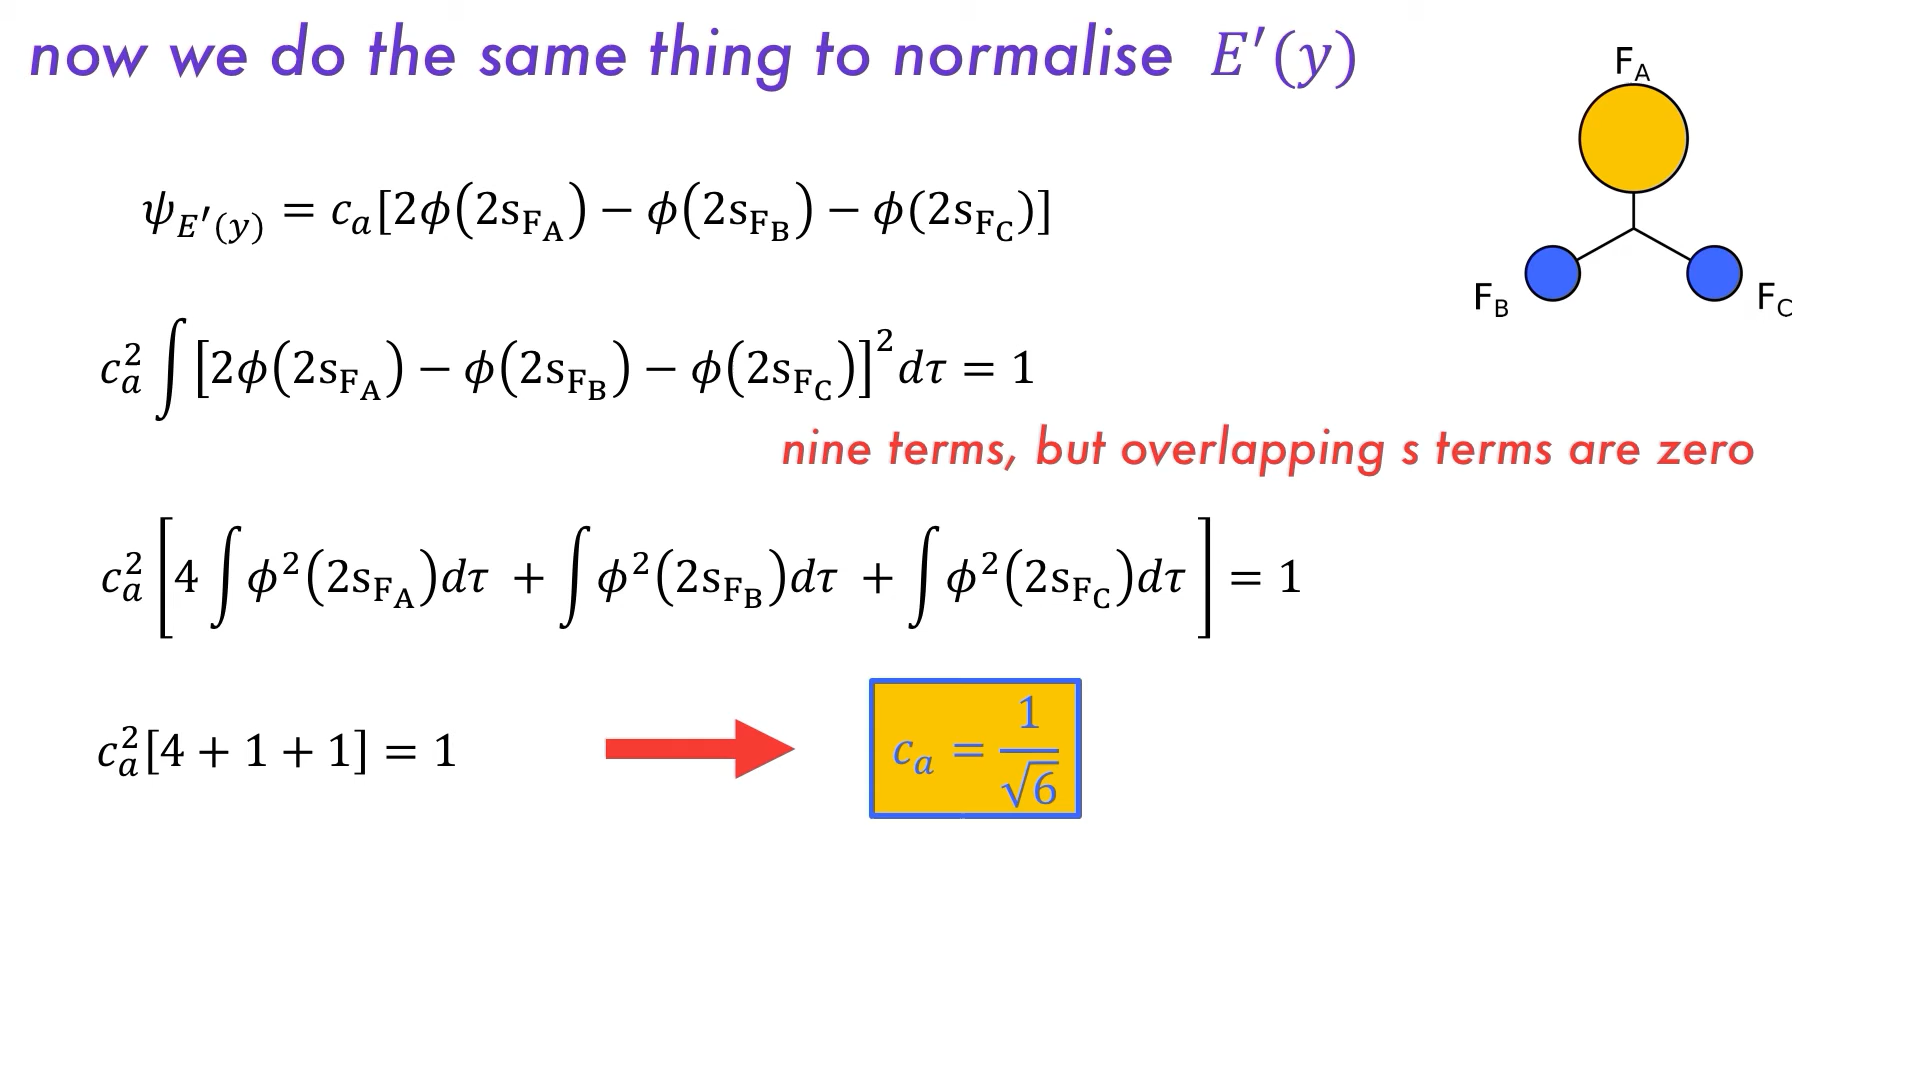 now we do the same thing to normalise E′(y)
F_A
ψ_{E′(y)} = c_a[2ϕ(2s_{F_A}) − ϕ(2s_{F_B}) − ϕ(2s_{F_C})]
F_B
F_C
c_a^2 ∫ [2ϕ(2s_{F_A}) − ϕ(2s_{F_B}) − ϕ(2s_{F_C})]^2 dτ = 1
nine terms, but overlapping s terms are zero
c_a^2 [4 ∫ ϕ^2(2s_{F_A})dτ + ∫ ϕ^2(2s_{F_B})dτ + ∫ ϕ^2(2s_{F_C})dτ ] = 1
c_a^2[4 + 1 + 1] = 1
c_a = 1/√6